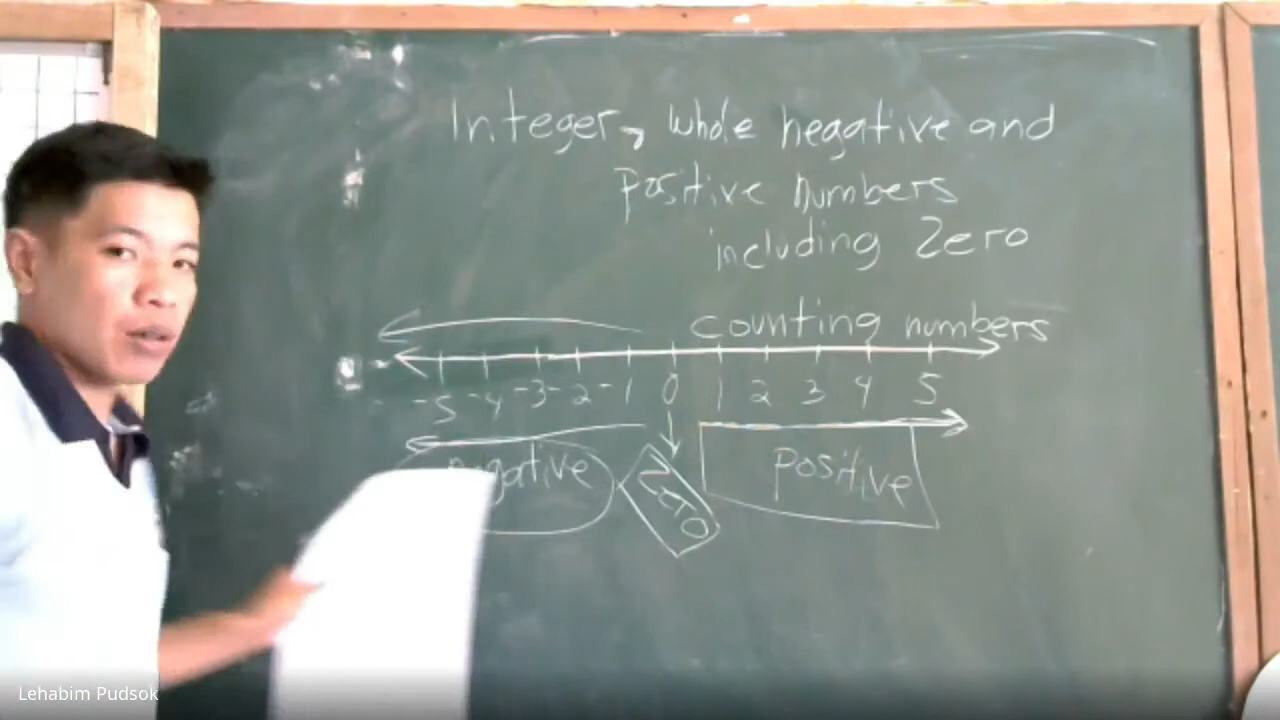 Integer, whole negative and
positive numbers
including Zero
counting numbers
-5 -4 -3 -2 -1 0 1 2 3 4 5
negative
Zero
positive
Lehabim Pudsok